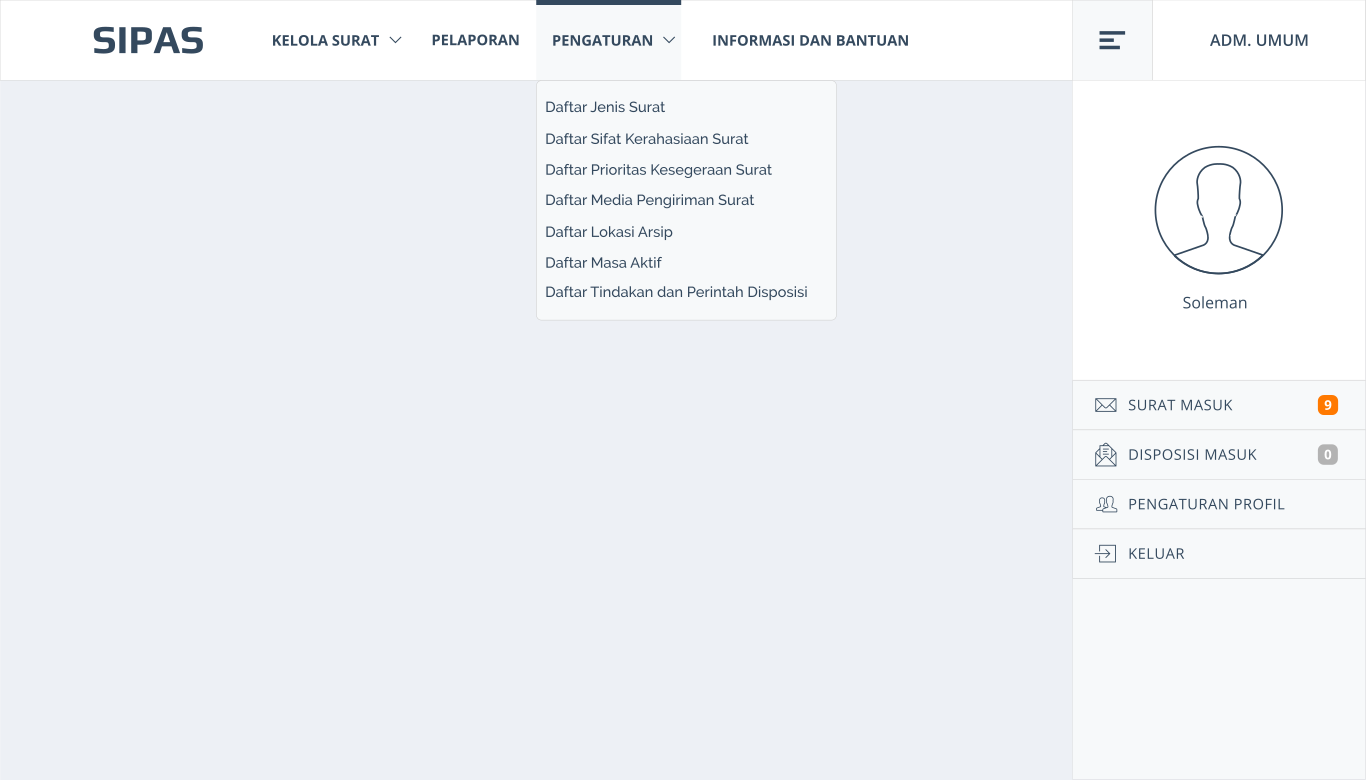 SIPAS
KELOLA SURAT
PELAPORAN
PENGATURAN
INFORMASI DAN BANTUAN
ADM. UMUM
Daftar Jenis Surat
Daftar Sifat Kerahasiaan Surat
Daftar Prioritas Kesegeraan Surat
Daftar Media Pengiriman Surat
Daftar Lokasi Arsip
Daftar Masa Aktif
Daftar Tindakan dan Perintah Disposisi
Soleman
SURAT MASUK 9
DISPOSISI MASUK 0
PENGATURAN PROFIL
KELUAR